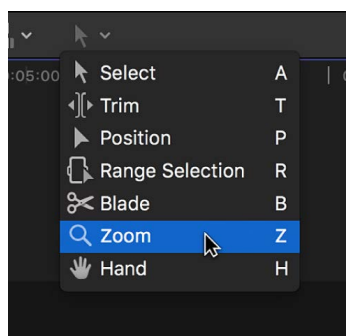 :05:00
Select A
Trim T
Position P
Range Selection R
Blade B
Zoom Z
Hand H